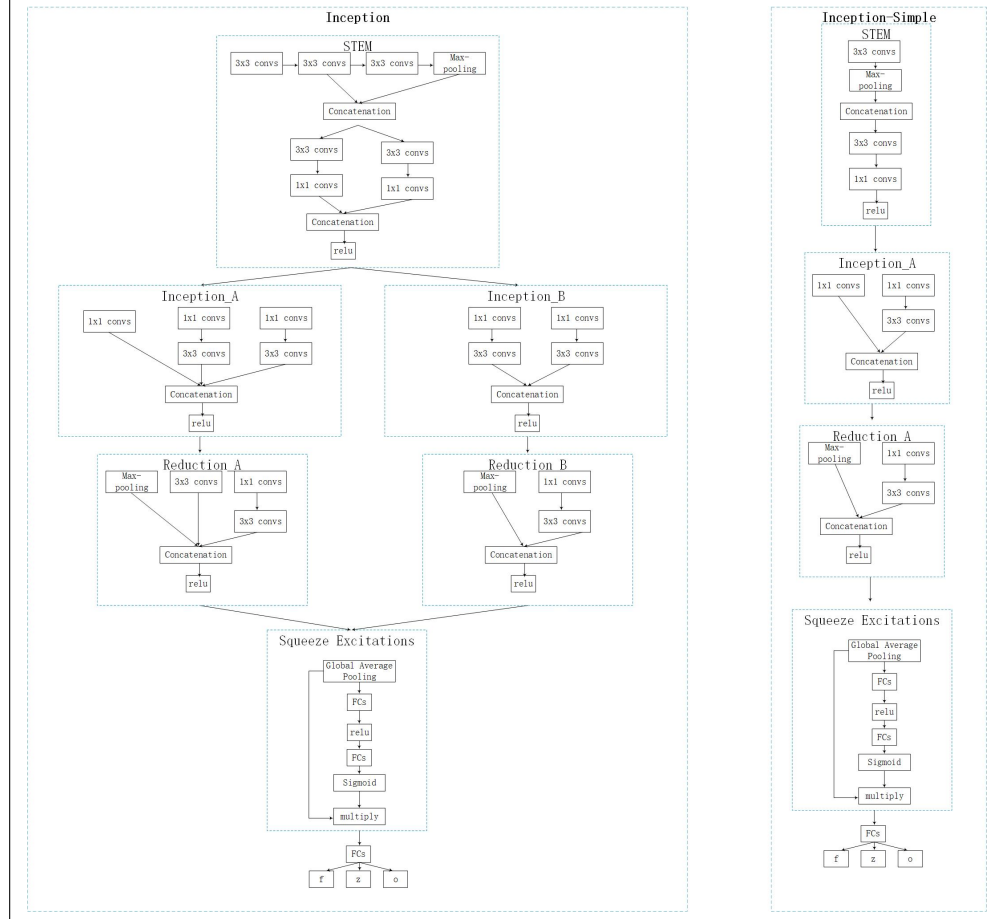 Inception
STEM
3x3 convs
3x3 convs
3x3 convs
Max-
pooling
Concatenation
3x3 convs
3x3 convs
1x1 convs
1x1 convs
Concatenation
relu
Inception_A
1x1 convs
1x1 convs
1x1 convs
3x3 convs
3x3 convs
Concatenation
relu
Inception_B
1x1 convs
1x1 convs
3x3 convs
3x3 convs
Concatenation
relu
Reduction_A
Max-
pooling
3x3 convs
1x1 convs
3x3 convs
Concatenation
relu
Reduction_B
Max-
pooling
1x1 convs
3x3 convs
Concatenation
relu
Squeeze Excitations
Global Average
Pooling
FCs
relu
FCs
Sigmoid
multiply
FCs
f
z
o
Inception-Simple
STEM
3x3 convs
Max-
pooling
Concatenation
3x3 convs
1x1 convs
relu
Inception_A
1x1 convs
1x1 convs
3x3 convs
Concatenation
relu
Reduction_A
Max-
pooling
1x1 convs
3x3 convs
Concatenation
relu
Squeeze Excitations
Global Average
Pooling
FCs
relu
FCs
Sigmoid
multiply
FCs
f
z
o